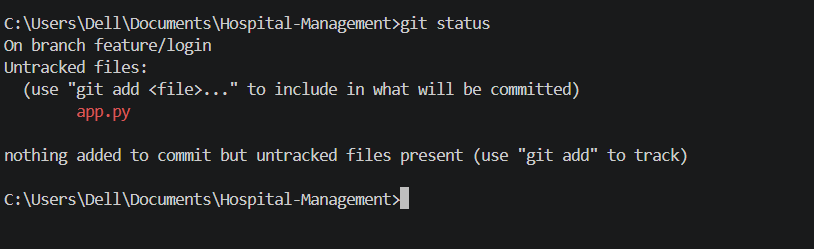 C:\Users\Dell\Documents\Hospital-Management>git status
On branch feature/login
Untracked files:
  (use "git add <file>..." to include in what will be committed)
        app.py
nothing added to commit but untracked files present (use "git add" to track)
C:\Users\Dell\Documents\Hospital-Management>